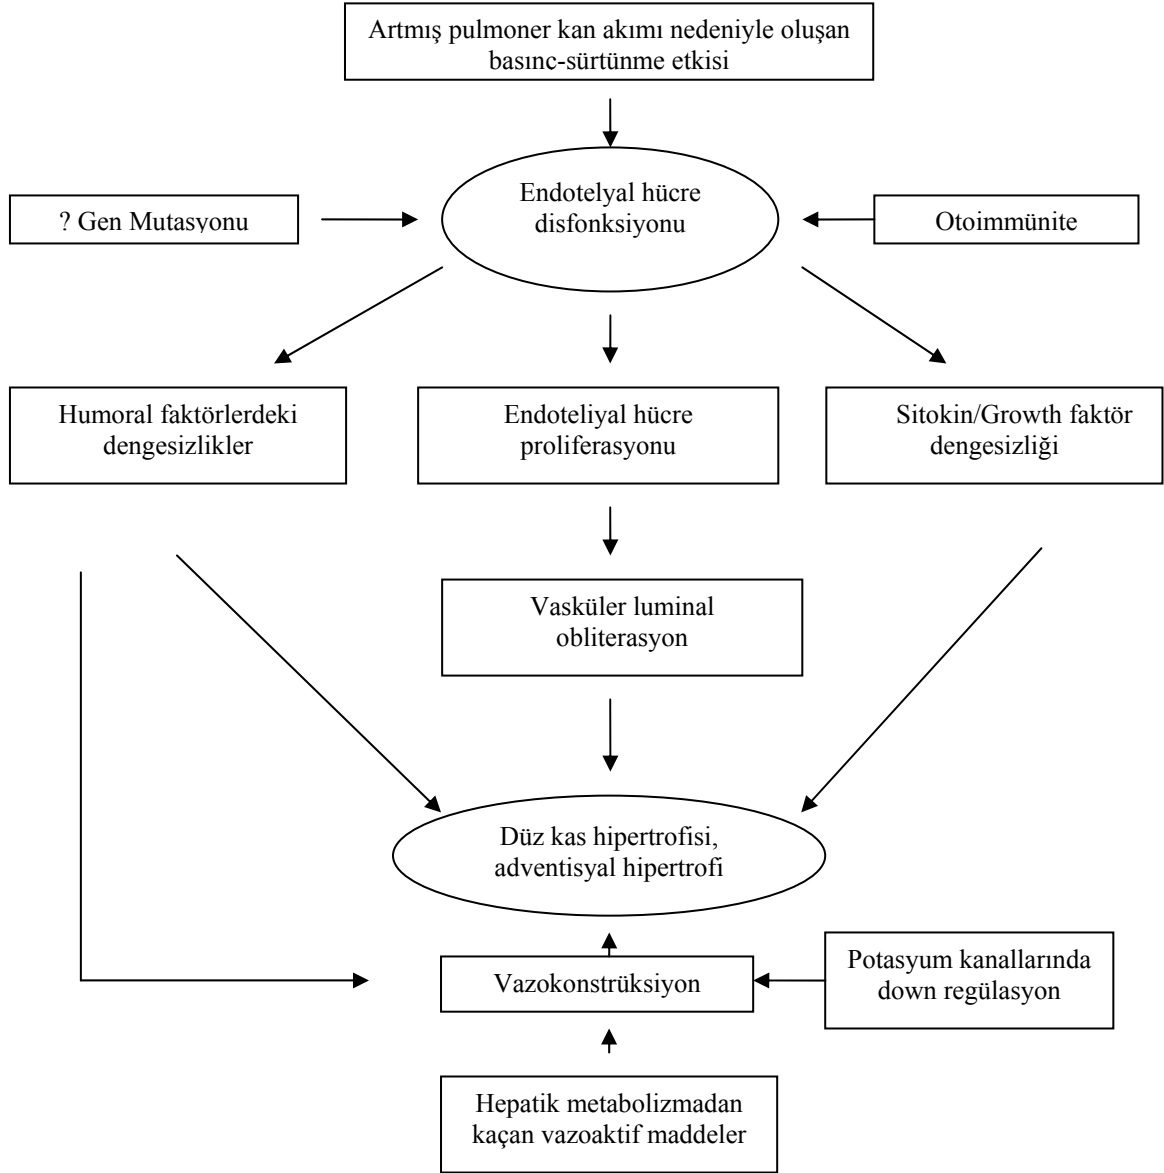 Artmış pulmoner kan akımı nedeniyle oluşan
basınc-sürtünme etkisi
Endotelyal hücre
disfonksiyonu
? Gen Mutasyonu
Otoimmünite
Humoral faktörlerdeki
dengesizlikler
Endoteliyal hücre
proliferasyonu
Sitokin/Growth faktör
dengesizliği
Vasküler luminal
obliterasyon
Düz kas hipertrofisi,
adventisyal hipertrofi
Vazokonstrüksiyon
Potasyum kanallarında
down regülasyon
Hepatik metabolizmadan
kaçan vazoaktif maddeler